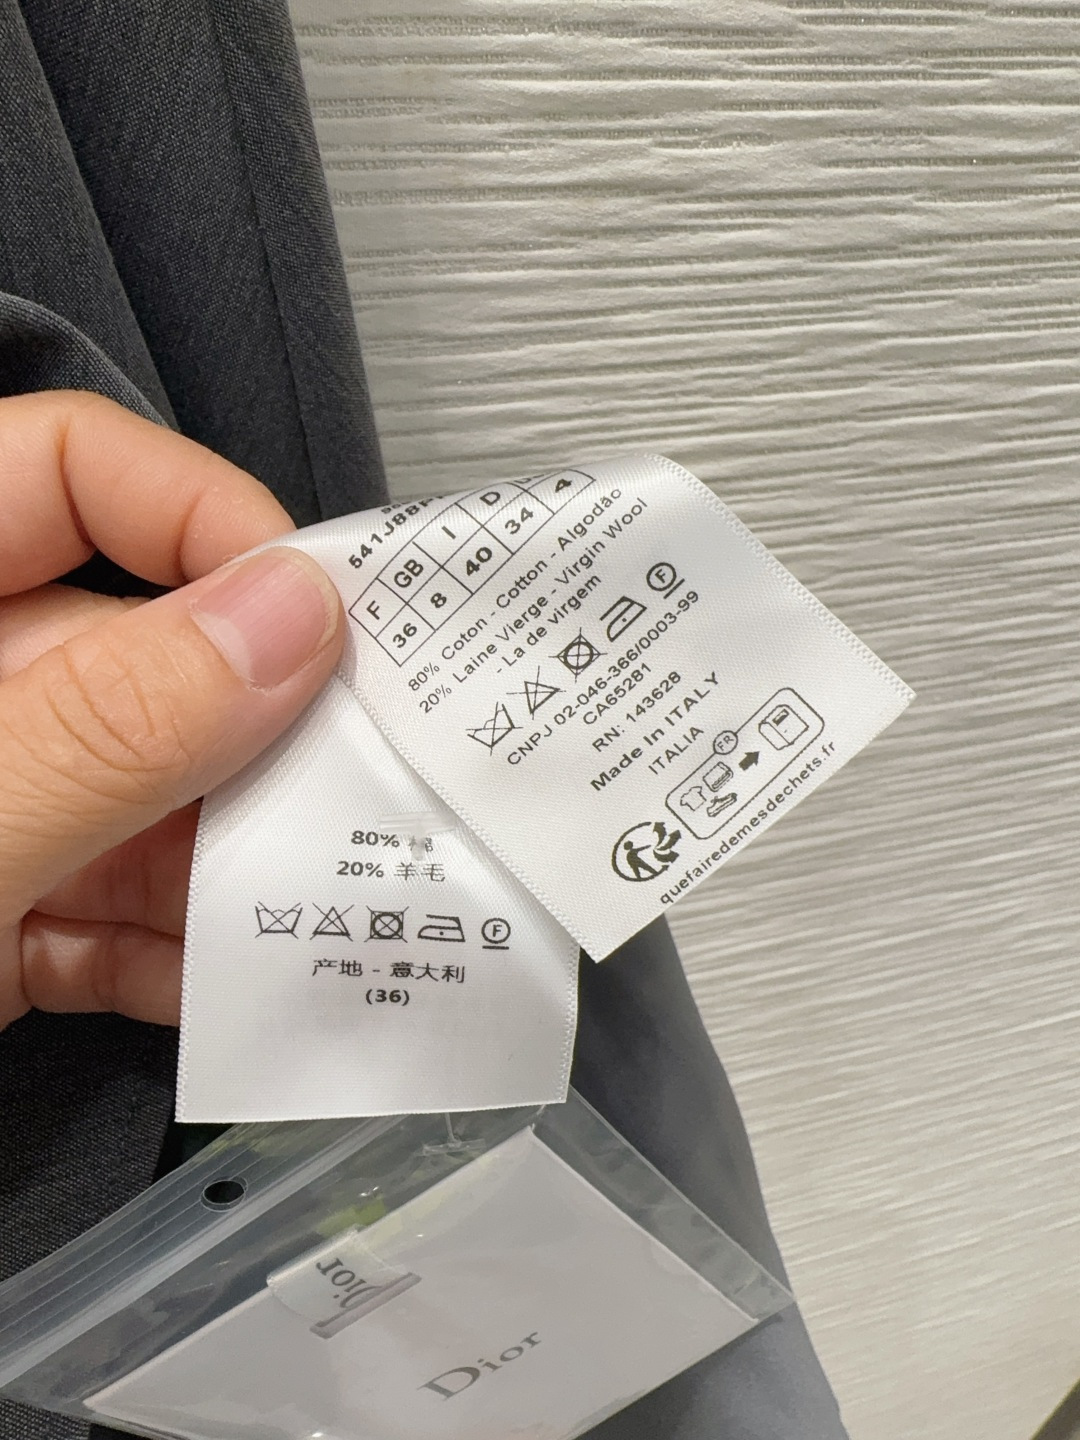 F GB I D
36 8 40 34 4
80% Coton - Cotton - Algodão
20% Laine Vierge - Virgin Wool
- La de virgem
F
CNPJ 02-046-366/0003-99
CA65281
RN: 143628
Made In ITALY
ITALIA
FR
quefairedemesdechets.fr
80% 棉
20% 羊毛
F
产地 - 意大利
(36)
Dior
Dior